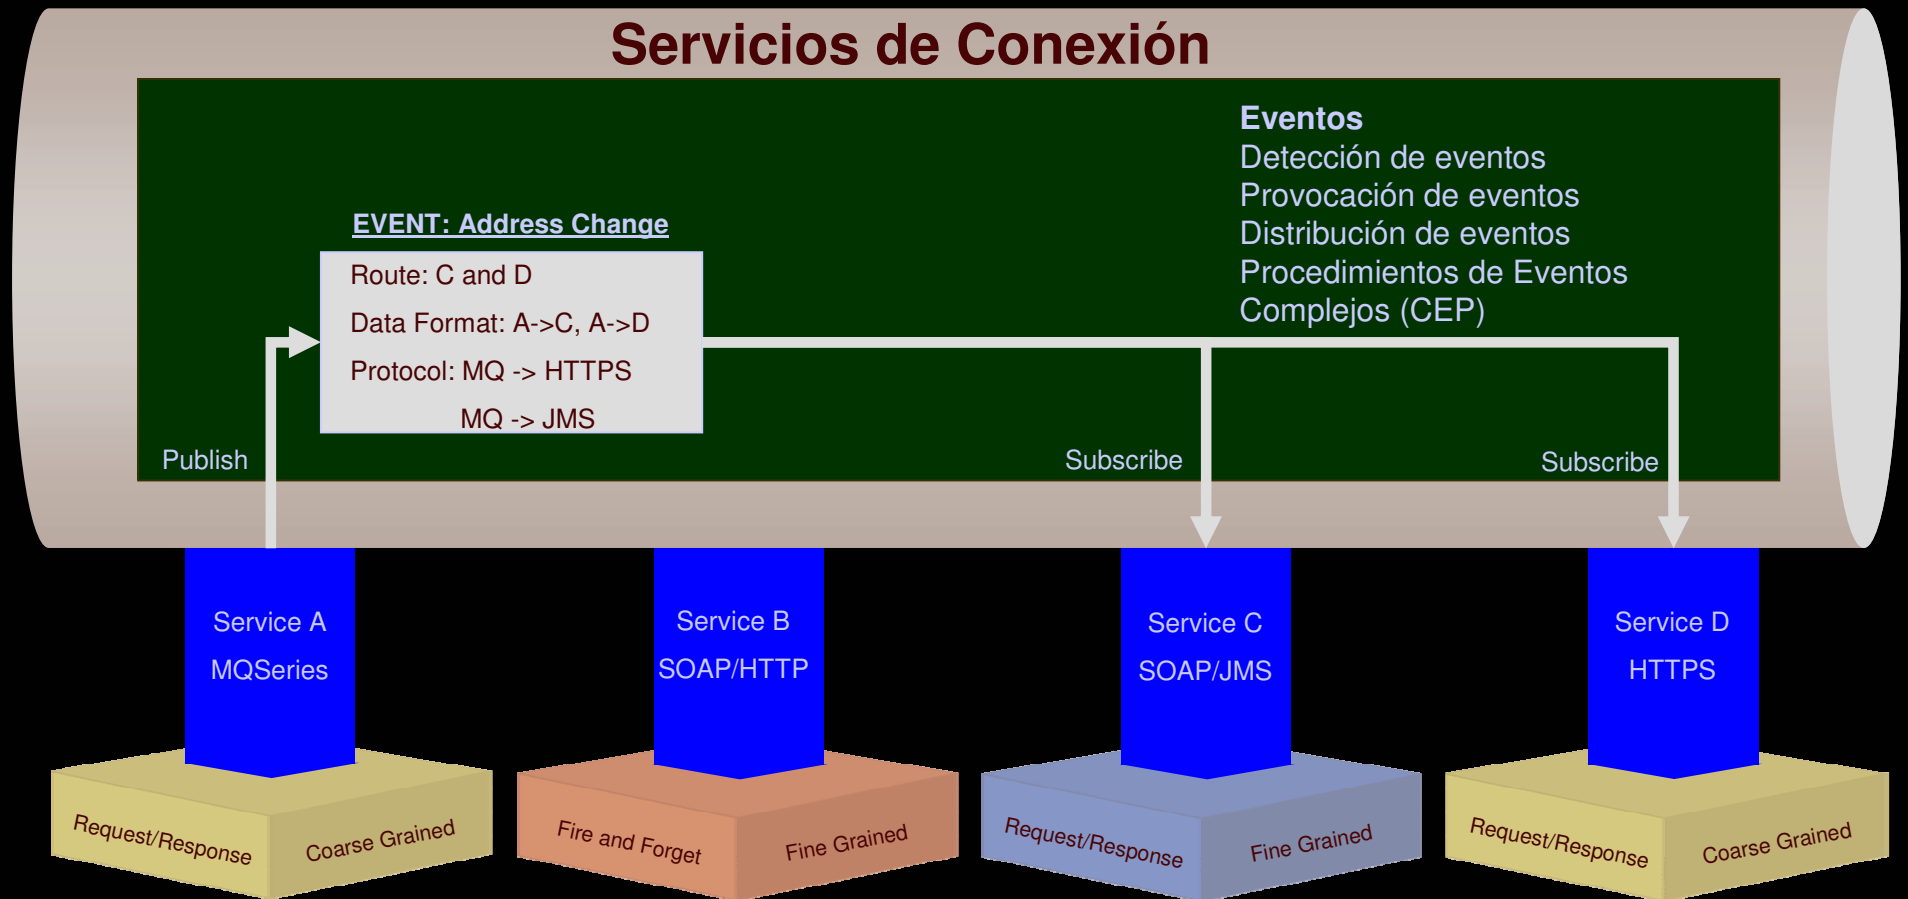 Servicios de Conexión
Eventos
Detección de eventos
Provocación de eventos
Distribución de eventos
Procedimientos de Eventos
Complejos (CEP)
EVENT: Address Change
Route: C and D
Data Format: A->C, A->D
Protocol: MQ -> HTTPS
MQ -> JMS
Publish
Subscribe
Subscribe
Service A
MQSeries
Service B
SOAP/HTTP
Service C
SOAP/JMS
Service D
HTTPS
Request/Response
Coarse Grained
Fire and Forget
Fine Grained
Request/Response
Fine Grained
Request/Response
Coarse Grained